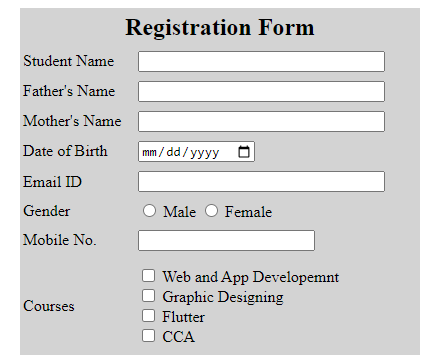 Registration Form
Student Name
Father's Name
Mother's Name
Date of Birth mm/dd/yyyy
Email ID
Gender Male Female
Mobile No.
Courses
Web and App Developemnt
Graphic Designing
Flutter
CCA